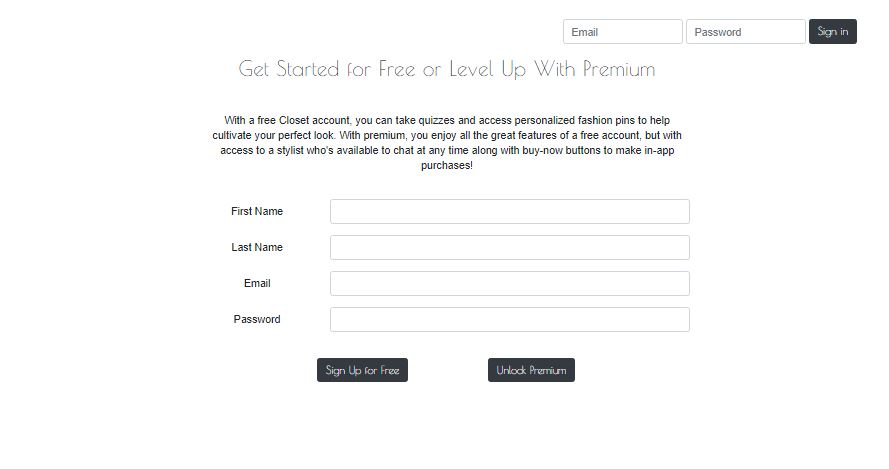 Email Password Sign in
Get Started for Free or Level Up With Premium
With a free Closet account, you can take quizzes and access personalized fashion pins to help
cultivate your perfect look. With premium, you enjoy all the great features of a free account, but with
access to a stylist who's available to chat at any time along with buy-now buttons to make in-app
purchases!
First Name
Last Name
Email
Password
Sign Up for Free Unlock Premium